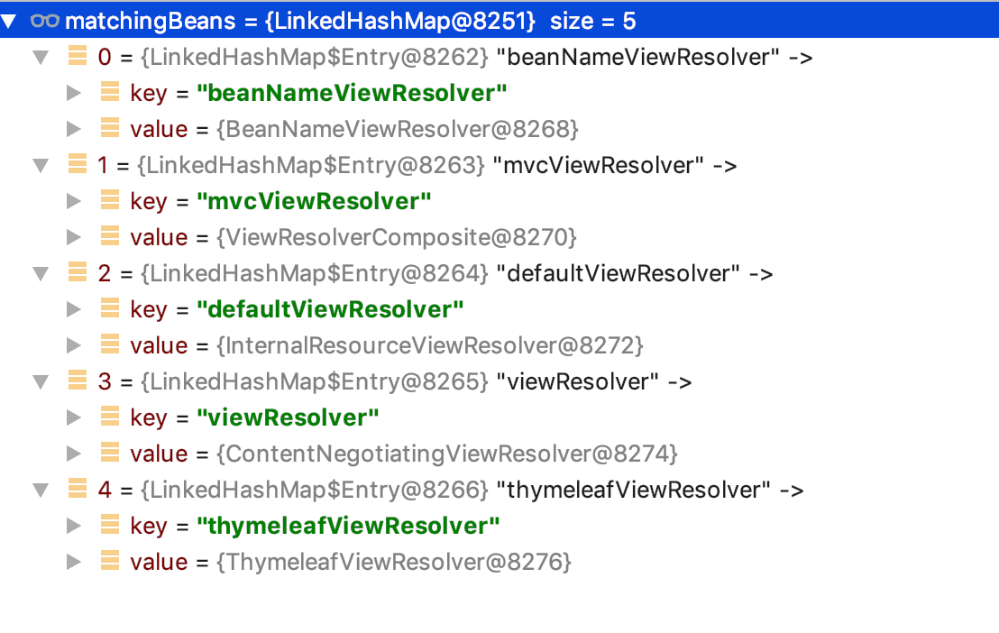 matchingBeans = {LinkedHashMap@8251} size = 5
0 = {LinkedHashMap$Entry@8262} "beanNameViewResolver" ->
key = "beanNameViewResolver"
value = {BeanNameViewResolver@8268}
1 = {LinkedHashMap$Entry@8263} "mvcViewResolver" ->
key = "mvcViewResolver"
value = {ViewResolverComposite@8270}
2 = {LinkedHashMap$Entry@8264} "defaultViewResolver" ->
key = "defaultViewResolver"
value = {InternalResourceViewResolver@8272}
3 = {LinkedHashMap$Entry@8265} "viewResolver" ->
key = "viewResolver"
value = {ContentNegotiatingViewResolver@8274}
4 = {LinkedHashMap$Entry@8266} "thymeleafViewResolver" ->
key = "thymeleafViewResolver"
value = {ThymeleafViewResolver@8276}